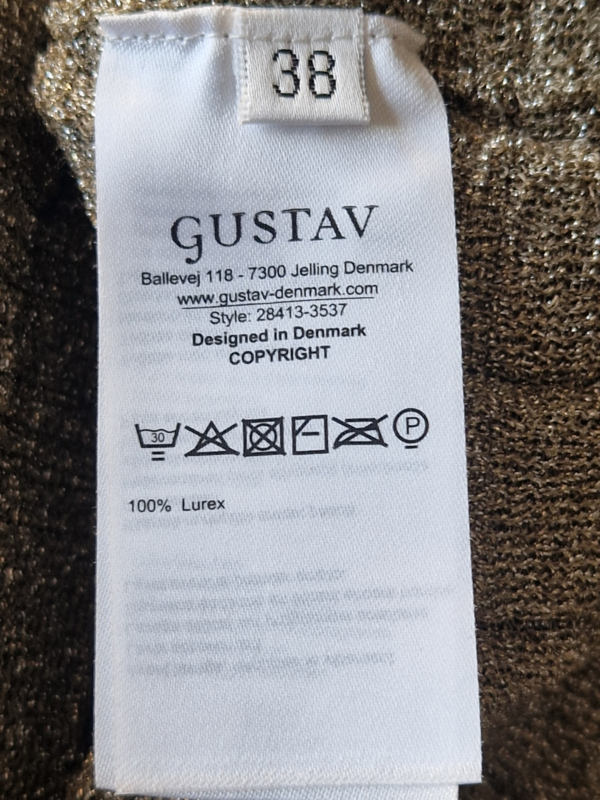 38
GUSTAV
Ballevej 118 - 7300 Jelling Denmark
www.gustav-denmark.com
Style: 28413-3537
Designed in Denmark
COPYRIGHT
30
P
100% Lurex